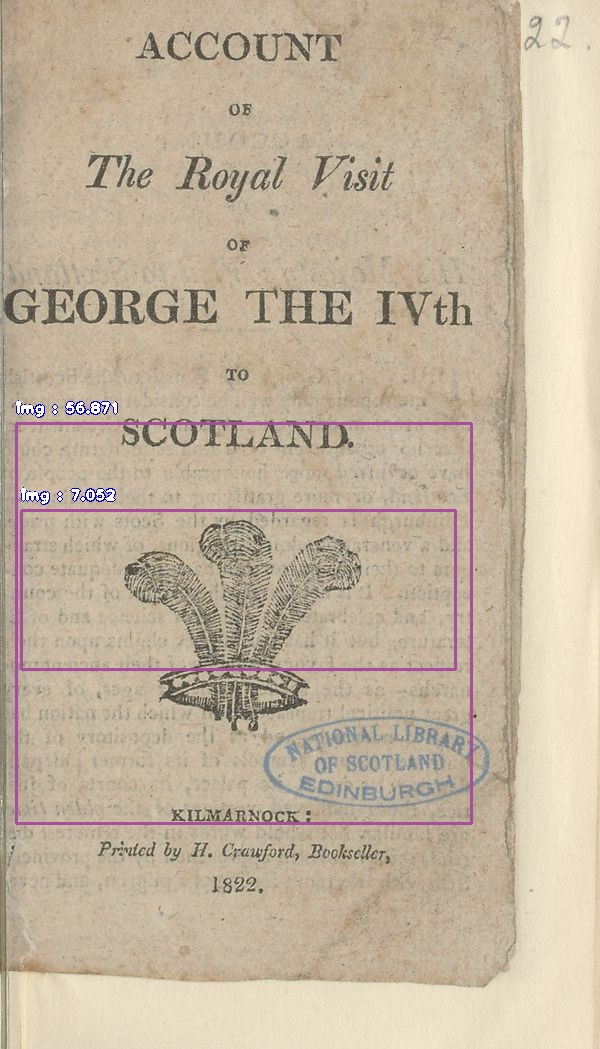 22.
ACCOUNT
OF
The Royal Visit
OF
GEORGE THE IVth
TO
img : 56.871
SCOTLAND.
img : 7.052
NATIONAL LIBRARY
OF SCOTLAND
EDINBURGH
KILMARNOCK:
Printed by H. Crawford, Bookseller,
1822.